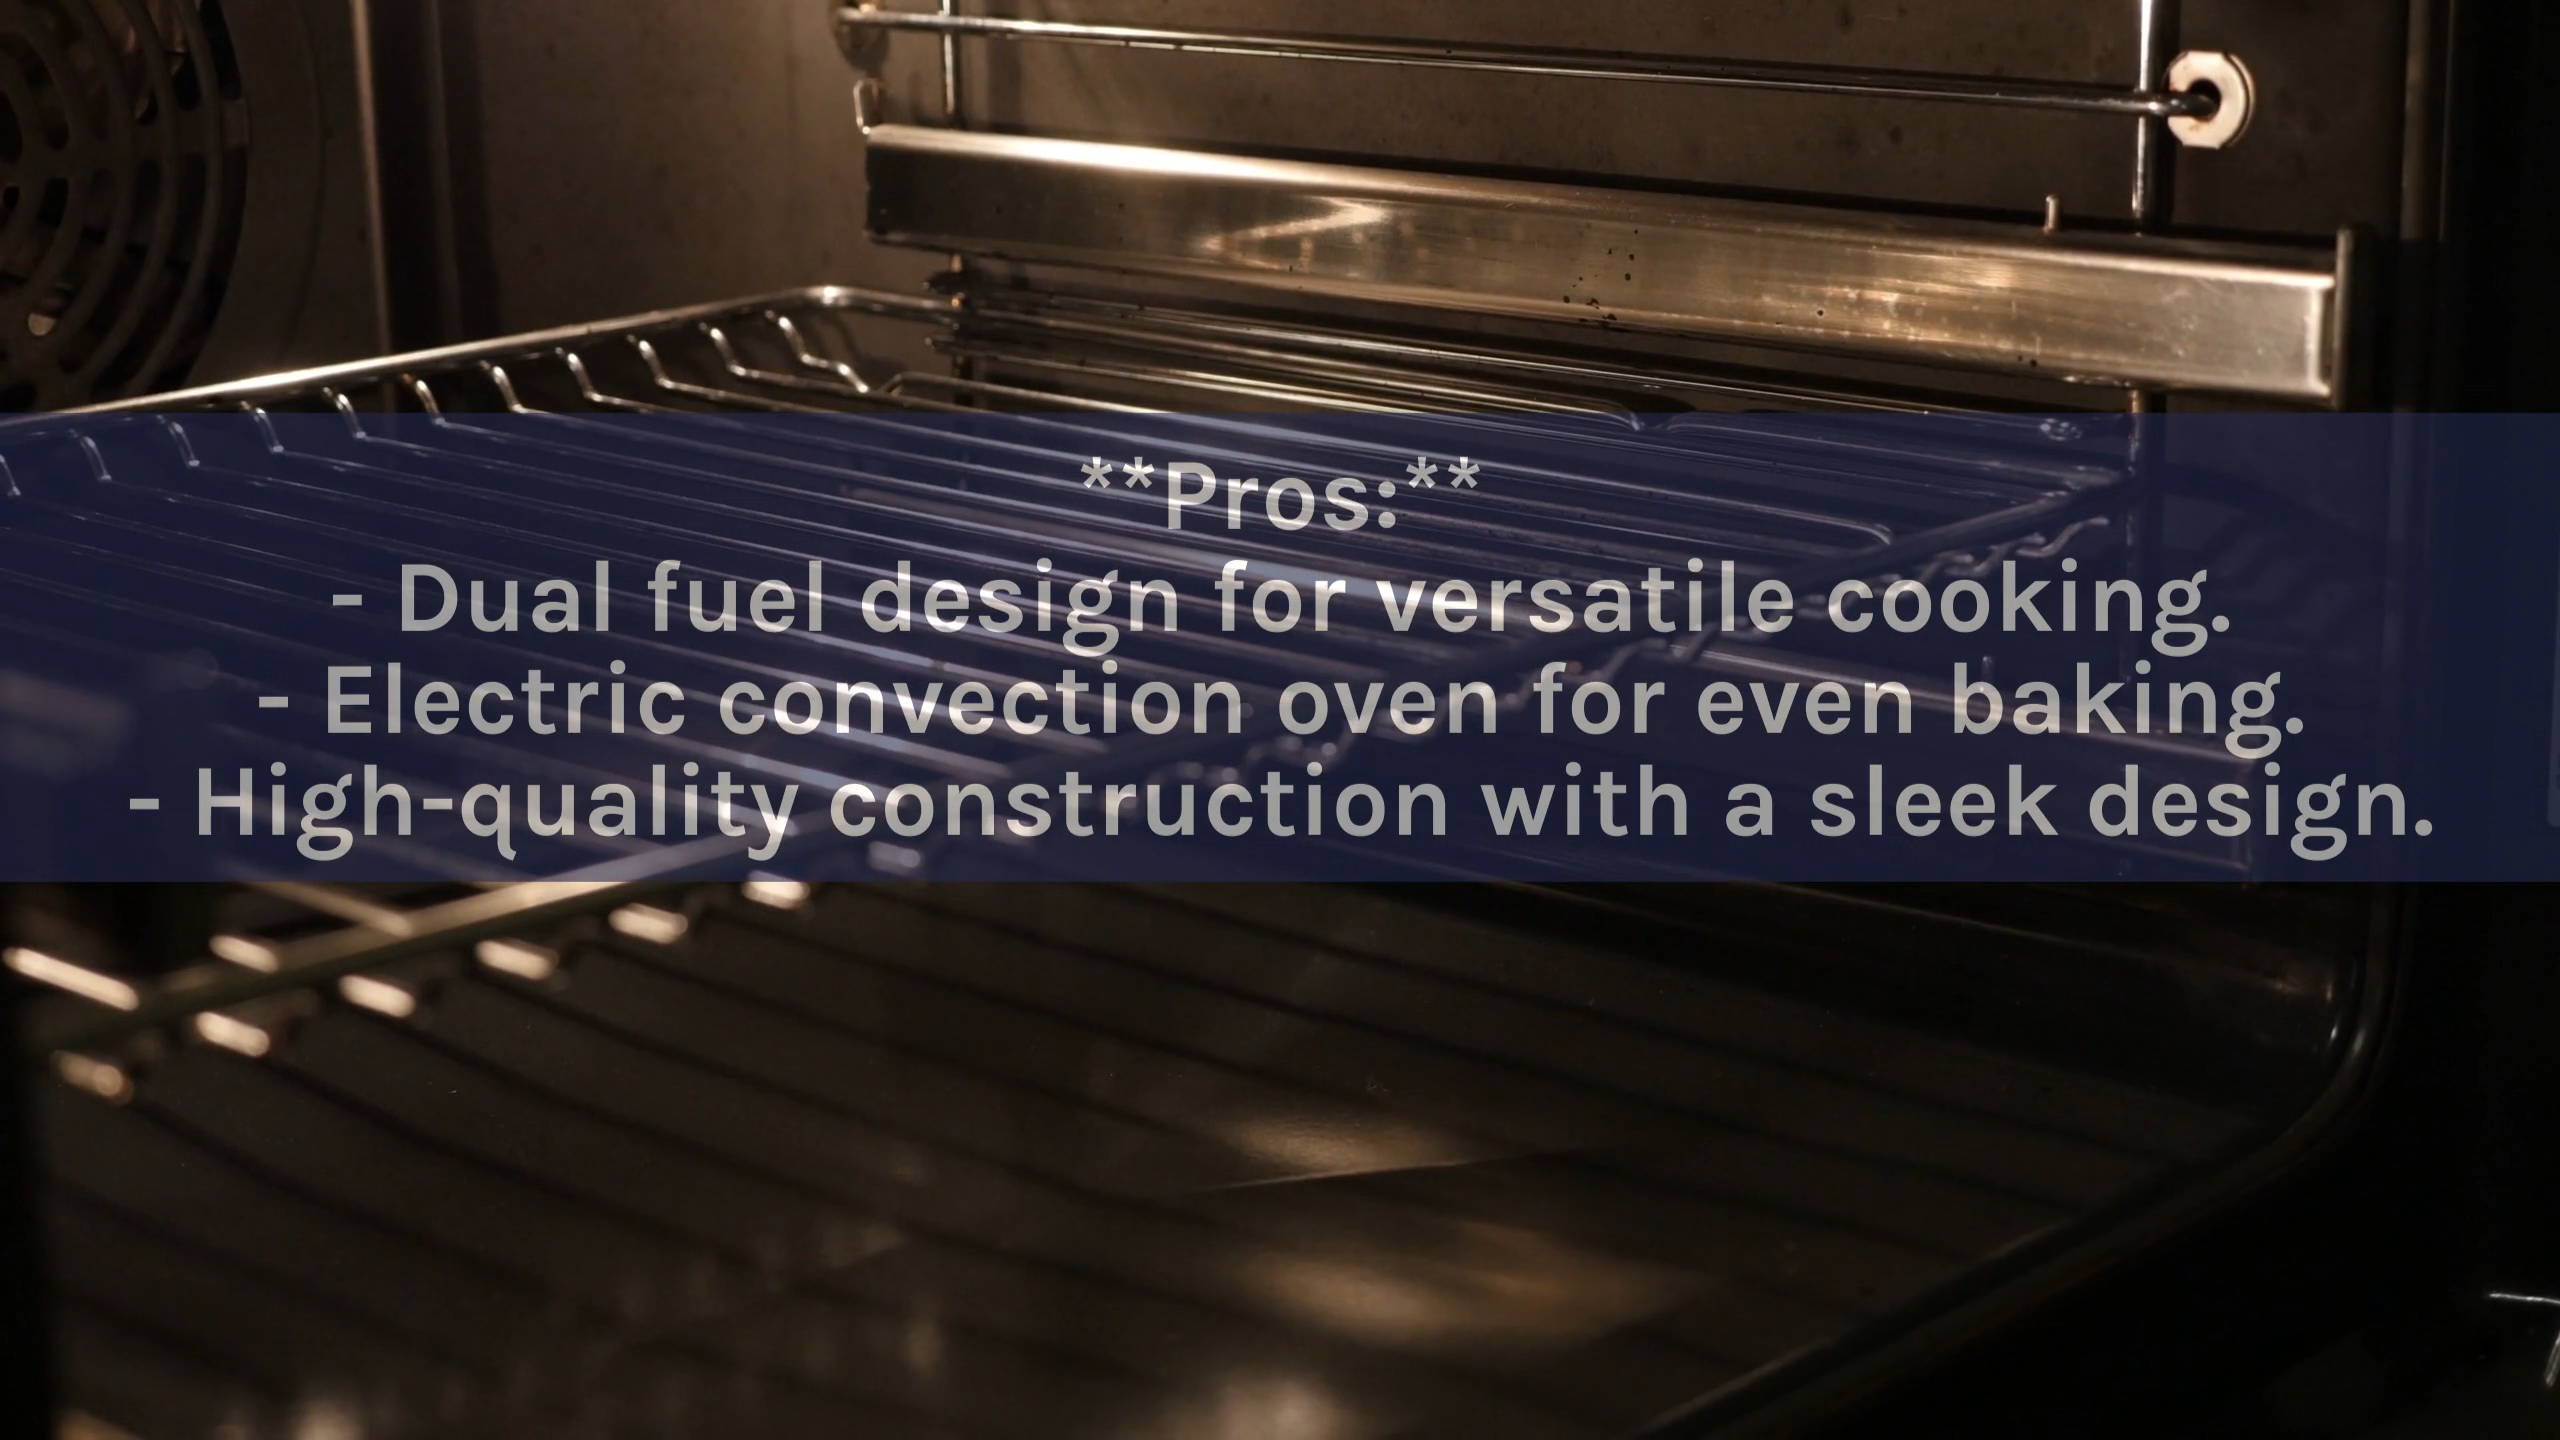 **Pros:**
- Dual fuel design for versatile cooking.
- Electric convection oven for even baking.
- High-quality construction with a sleek design.